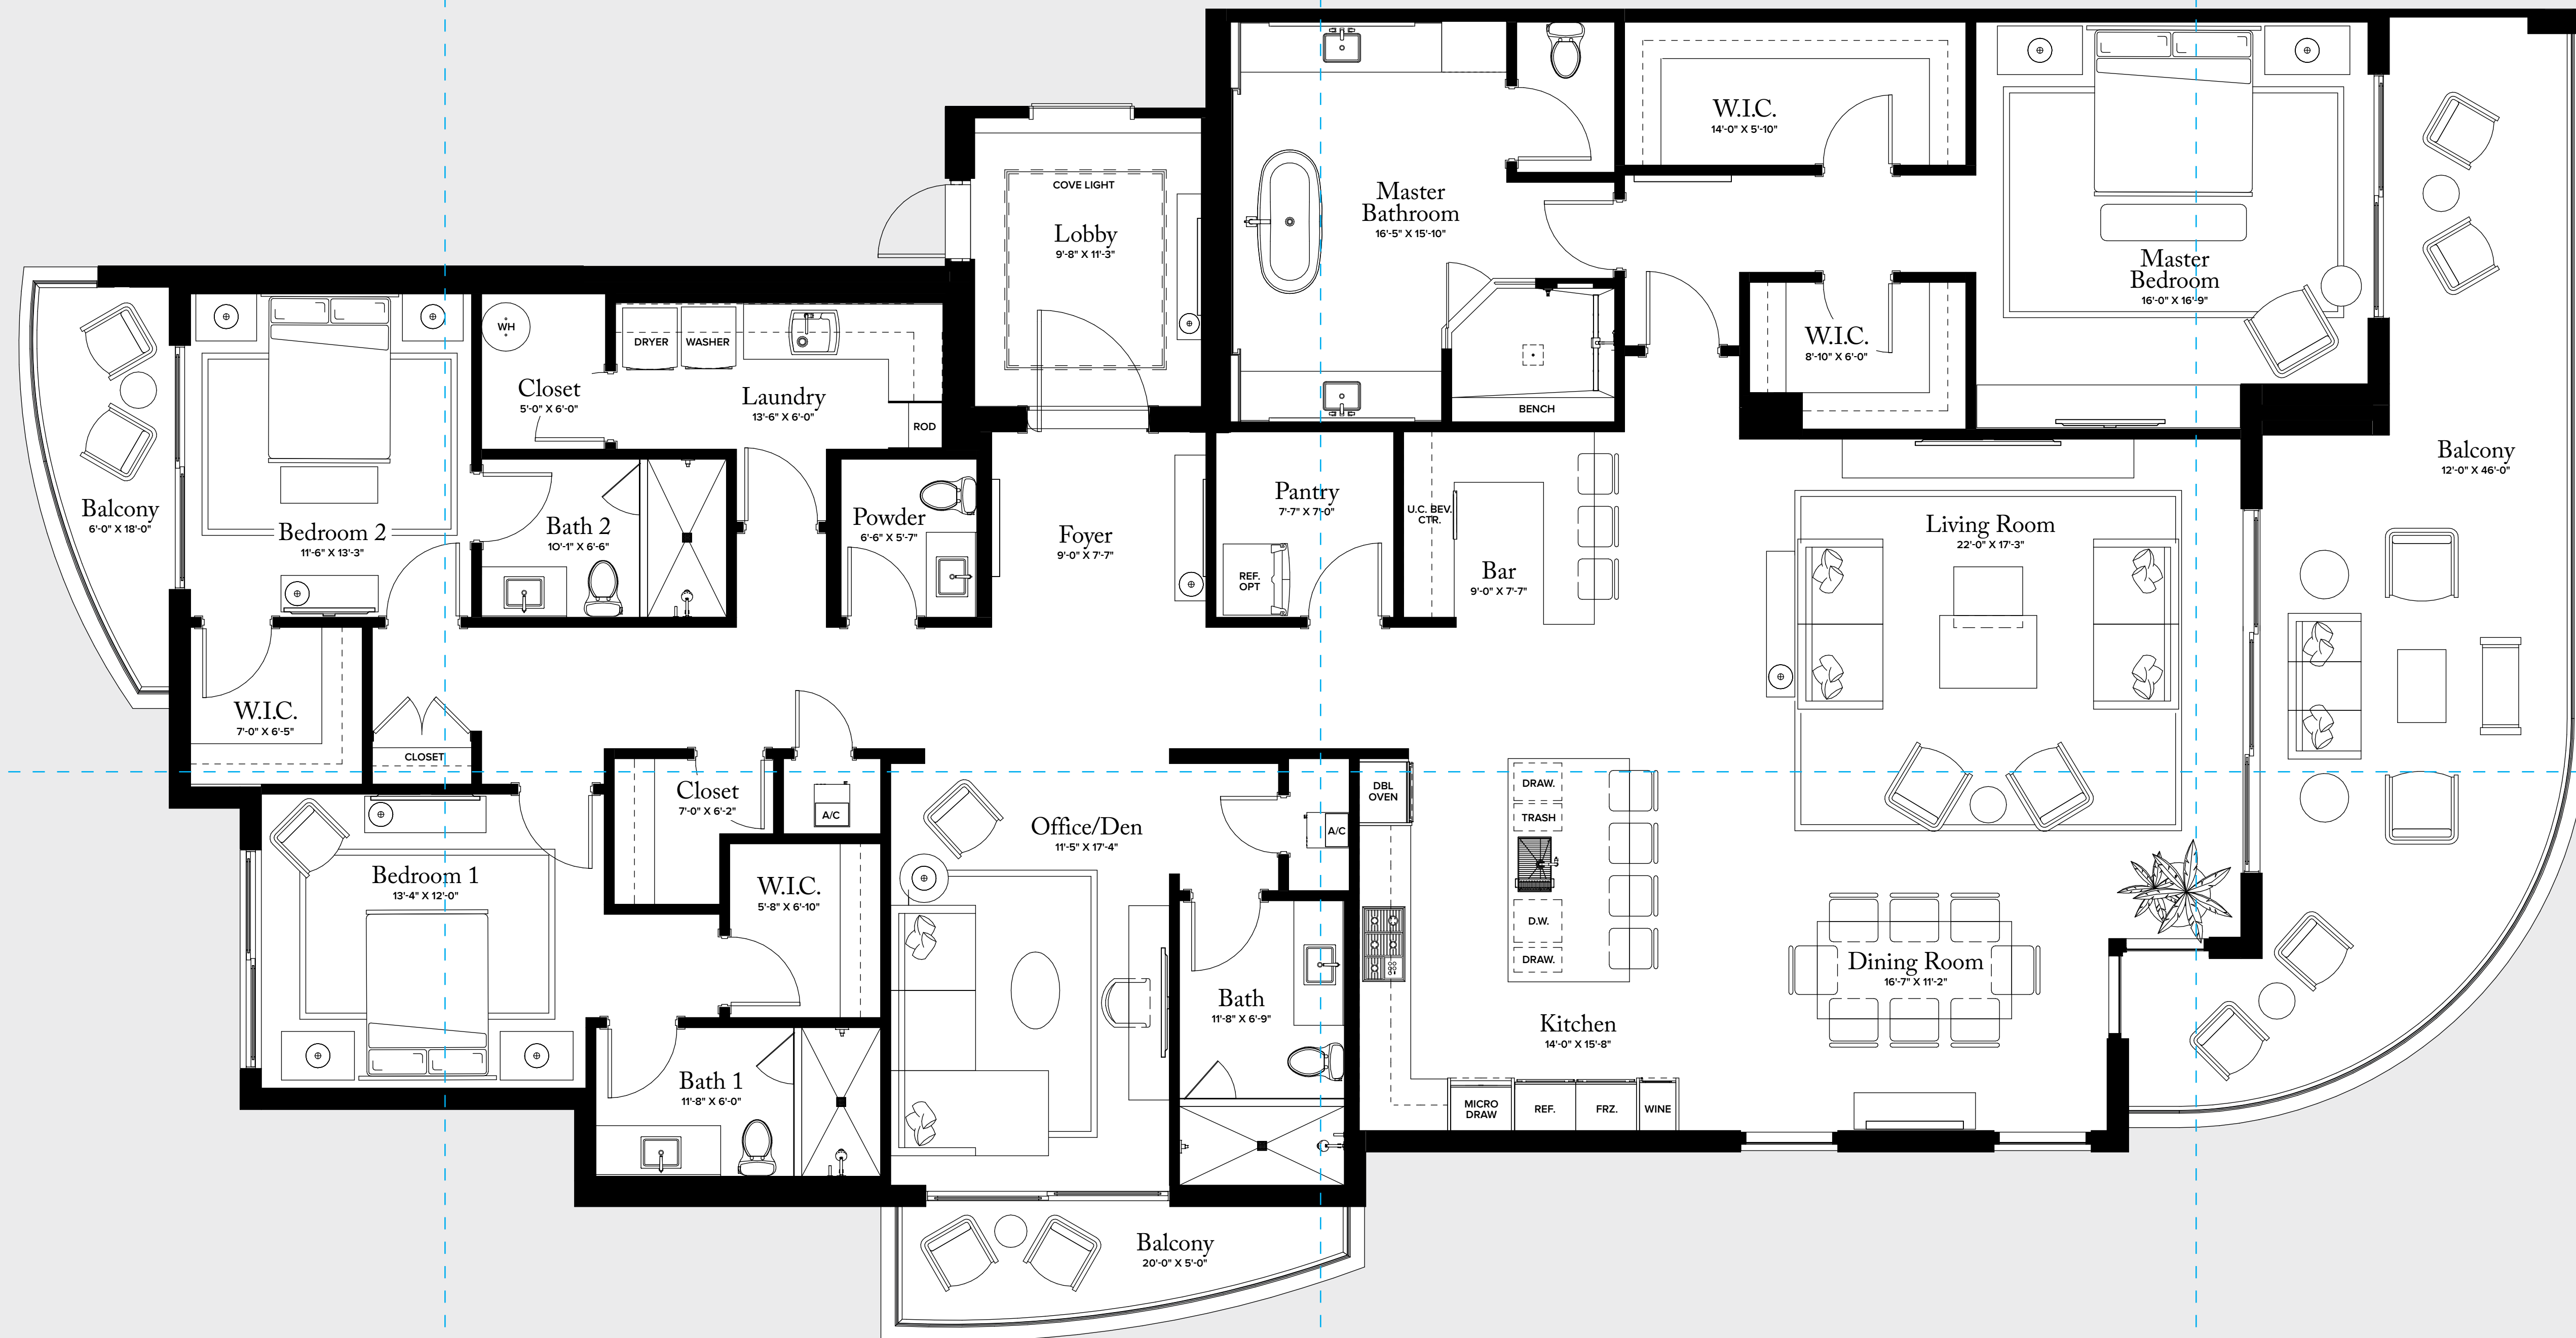 W.I.C.
14'-0" X 5'-10"
COVE LIGHT
Lobby
9'-8" X 11'-3"
Master
Bathroom
16'-5" X 15'-10"
Master
Bedroom
16'-0" X 16'-9"
W.I.C.
8'-10" X 6'-0"
BENCH
WH
DRYER
WASHER
Closet
5'-0" X 6'-0"
Laundry
13'-6" X 6'-0"
ROD
Balcony
6'-0" X 18'-0"
Bedroom 2
11'-6" X 13'-3"
Bath 2
10'-1" X 6'-6"
Powder
6'-6" X 5'-7"
Foyer
9'-0" X 7'-7"
Pantry
7'-7" X 7'-0"
REF.
OPT
U.C. BEV.
CTR.
Bar
9'-0" X 7'-7"
Living Room
22'-0" X 17'-3"
Balcony
12'-0" X 46'-0"
W.I.C.
7'-0" X 6'-5"
CLOSET
Closet
7'-0" X 6'-2"
A/C
Office/Den
11'-5" X 17'-4"
A/C
DBL
OVEN
DRAW.
TRASH
D.W.
DRAW.
Bedroom 1
13'-4" X 12'-0"
W.I.C.
5'-8" X 6'-10"
Bath
11'-8" X 6'-9"
Dining Room
16'-7" X 11'-2"
Kitchen
14'-0" X 15'-8"
Bath 1
11'-8" X 6'-0"
MICRO
DRAW
REF.
FRZ.
WINE
Balcony
20'-0" X 5'-0"